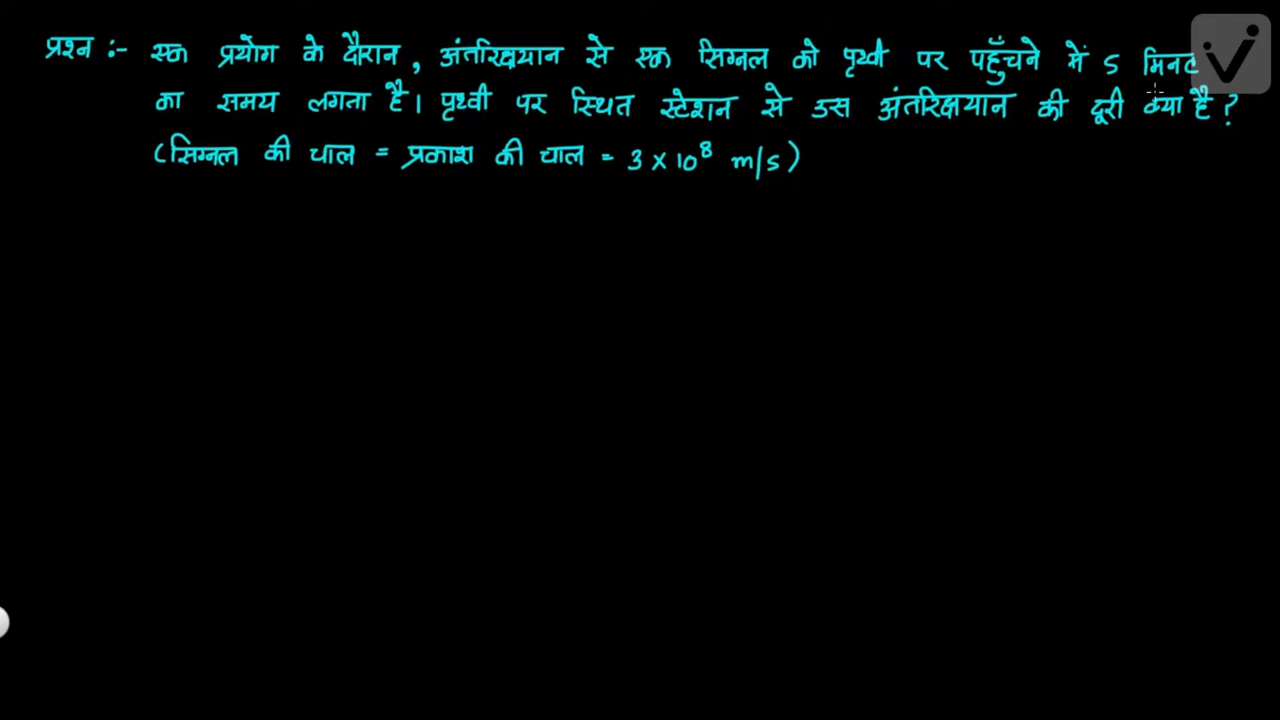 प्रश्न :- एक प्रयोग के दौरान , अंतरिक्षयान से एक सिग्नल को पृथ्वी पर पहुँचने में 5 मिनट
का समय लगता है। पृथ्वी पर स्थित स्टेशन से उस अंतरिक्षयान की दूरी क्या है ?
(सिग्नल की चाल = प्रकाश की चाल = 3 × 10⁸ m/s)